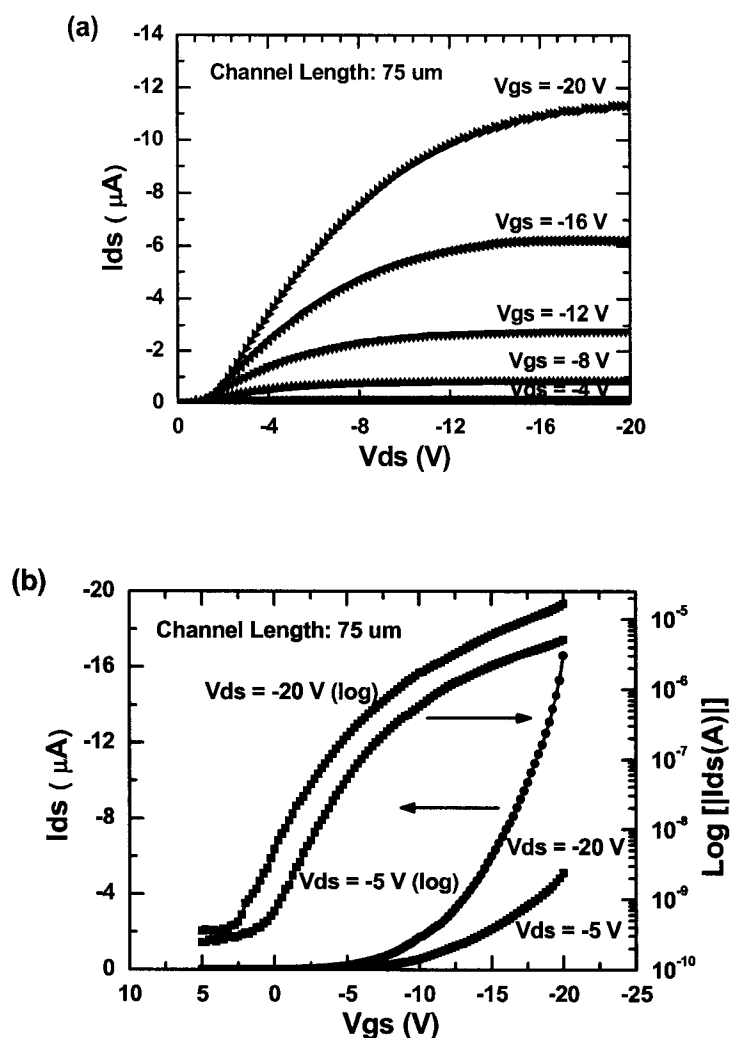 (a)
-14
-12
-10
-8
-6
-4
-2
0
Ids ( μA)
Channel Length: 75 um
Vgs = -20 V
Vgs = -16 V
Vgs = -12 V
Vgs = -8 V
Vds = -4 V
0 -4 -8 -12 -16 -20
Vds (V)
(b)
-20
-16
-12
-8
-4
0
Ids ( μA)
Channel Length: 75 um
Vds = -20 V (log)
Vds = -5 V (log)
Vds = -20 V
Vds = -5 V
10⁻⁵
10⁻⁶
10⁻⁷
10⁻⁸
10⁻⁹
10⁻¹⁰
Log [|Ids(A)|]
10 5 0 -5 -10 -15 -20 -25
Vgs (V)